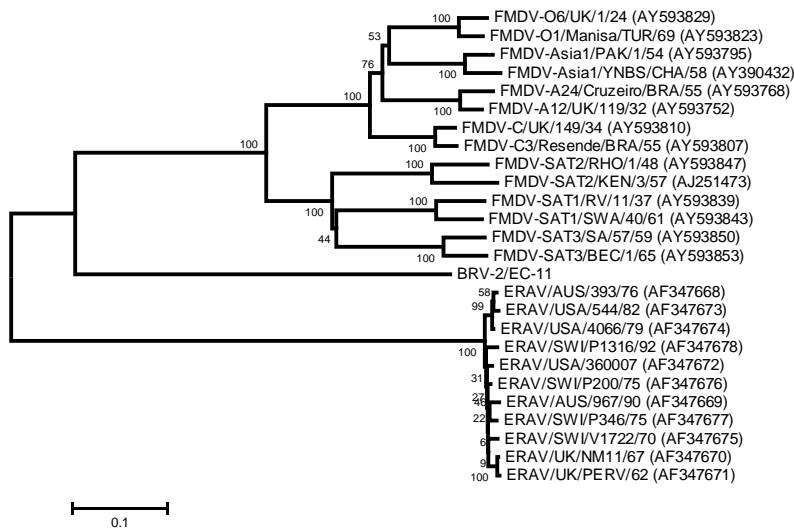 100 FMDV-O6/UK/1/24 (AY593829)
53 FMDV-O1/Manisa/TUR/69 (AY593823)
FMDV-Asia1/PAK/1/54 (AY593795)
76
100 FMDV-Asia1/YNBS/CHA/58 (AY390432)
FMDV-A24/Cruzeiro/BRA/55 (AY593768)
100
100 FMDV-A12/UK/119/32 (AY593752)
FMDV-C/UK/149/34 (AY593810)
100
100 FMDV-C3/Resende/BRA/55 (AY593807)
100 FMDV-SAT2/RHO/1/48 (AY593847)
FMDV-SAT2/KEN/3/57 (AJ251473)
100
100 FMDV-SAT1/RV/11/37 (AY593839)
FMDV-SAT1/SWA/40/61 (AY593843)
44 FMDV-SAT3/SA/57/59 (AY593850)
100 FMDV-SAT3/BEC/1/65 (AY593853)
BRV-2/EC-11
58 ERAV/AUS/393/76 (AF347668)
99 ERAV/USA/544/82 (AF347673)
ERAV/USA/4066/79 (AF347674)
100 ERAV/SWI/P1316/92 (AF347678)
ERAV/USA/360007 (AF347672)
31 ERAV/SWI/P200/75 (AF347676)
27
46 ERAV/AUS/967/90 (AF347669)
22 ERAV/SWI/P346/75 (AF347677)
6 ERAV/SWI/V1722/70 (AF347675)
9 ERAV/UK/NM11/67 (AF347670)
100 ERAV/UK/PERV/62 (AF347671)
0.1